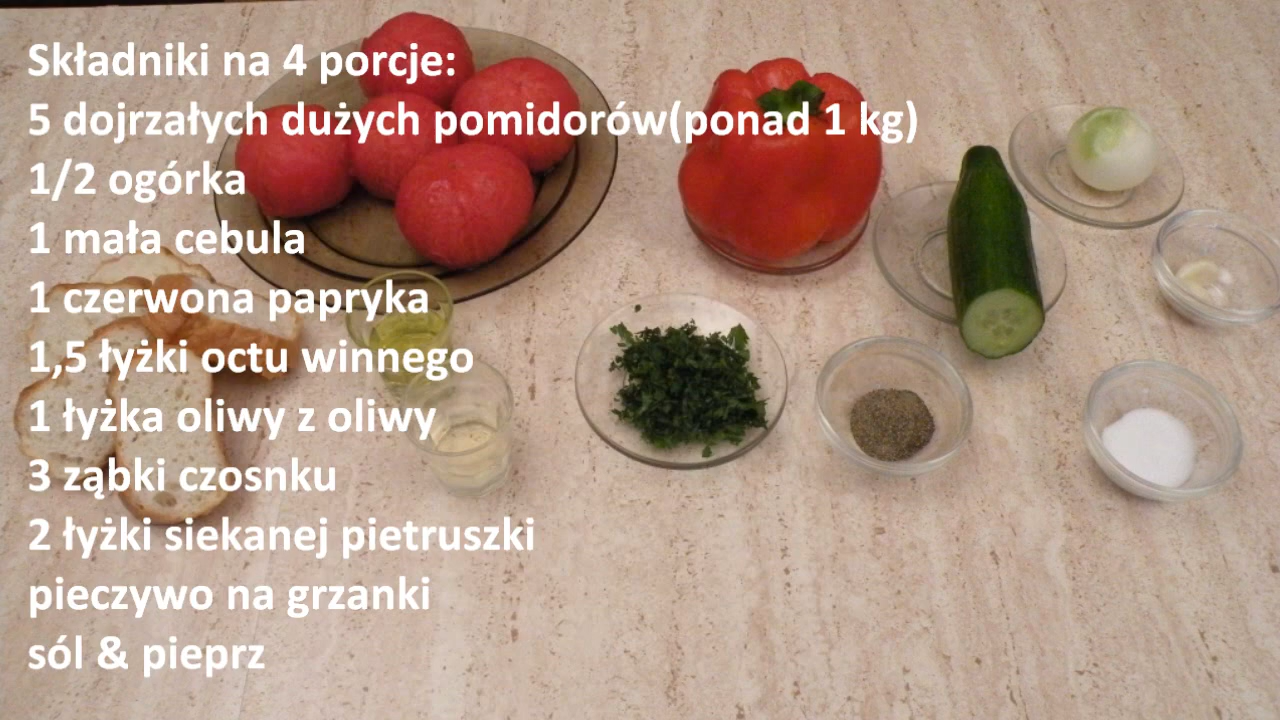 Składniki na 4 porcje:
5 dojrzałych dużych pomidorów(ponad 1 kg)
1/2 ogórka
1 mała cebula
1 czerwona papryka
1,5 łyżki octu winnego
1 łyżka oliwy z oliwy
3 ząbki czosnku
2 łyżki siekanej pietruszki
pieczywo na grzanki
sól & pieprz